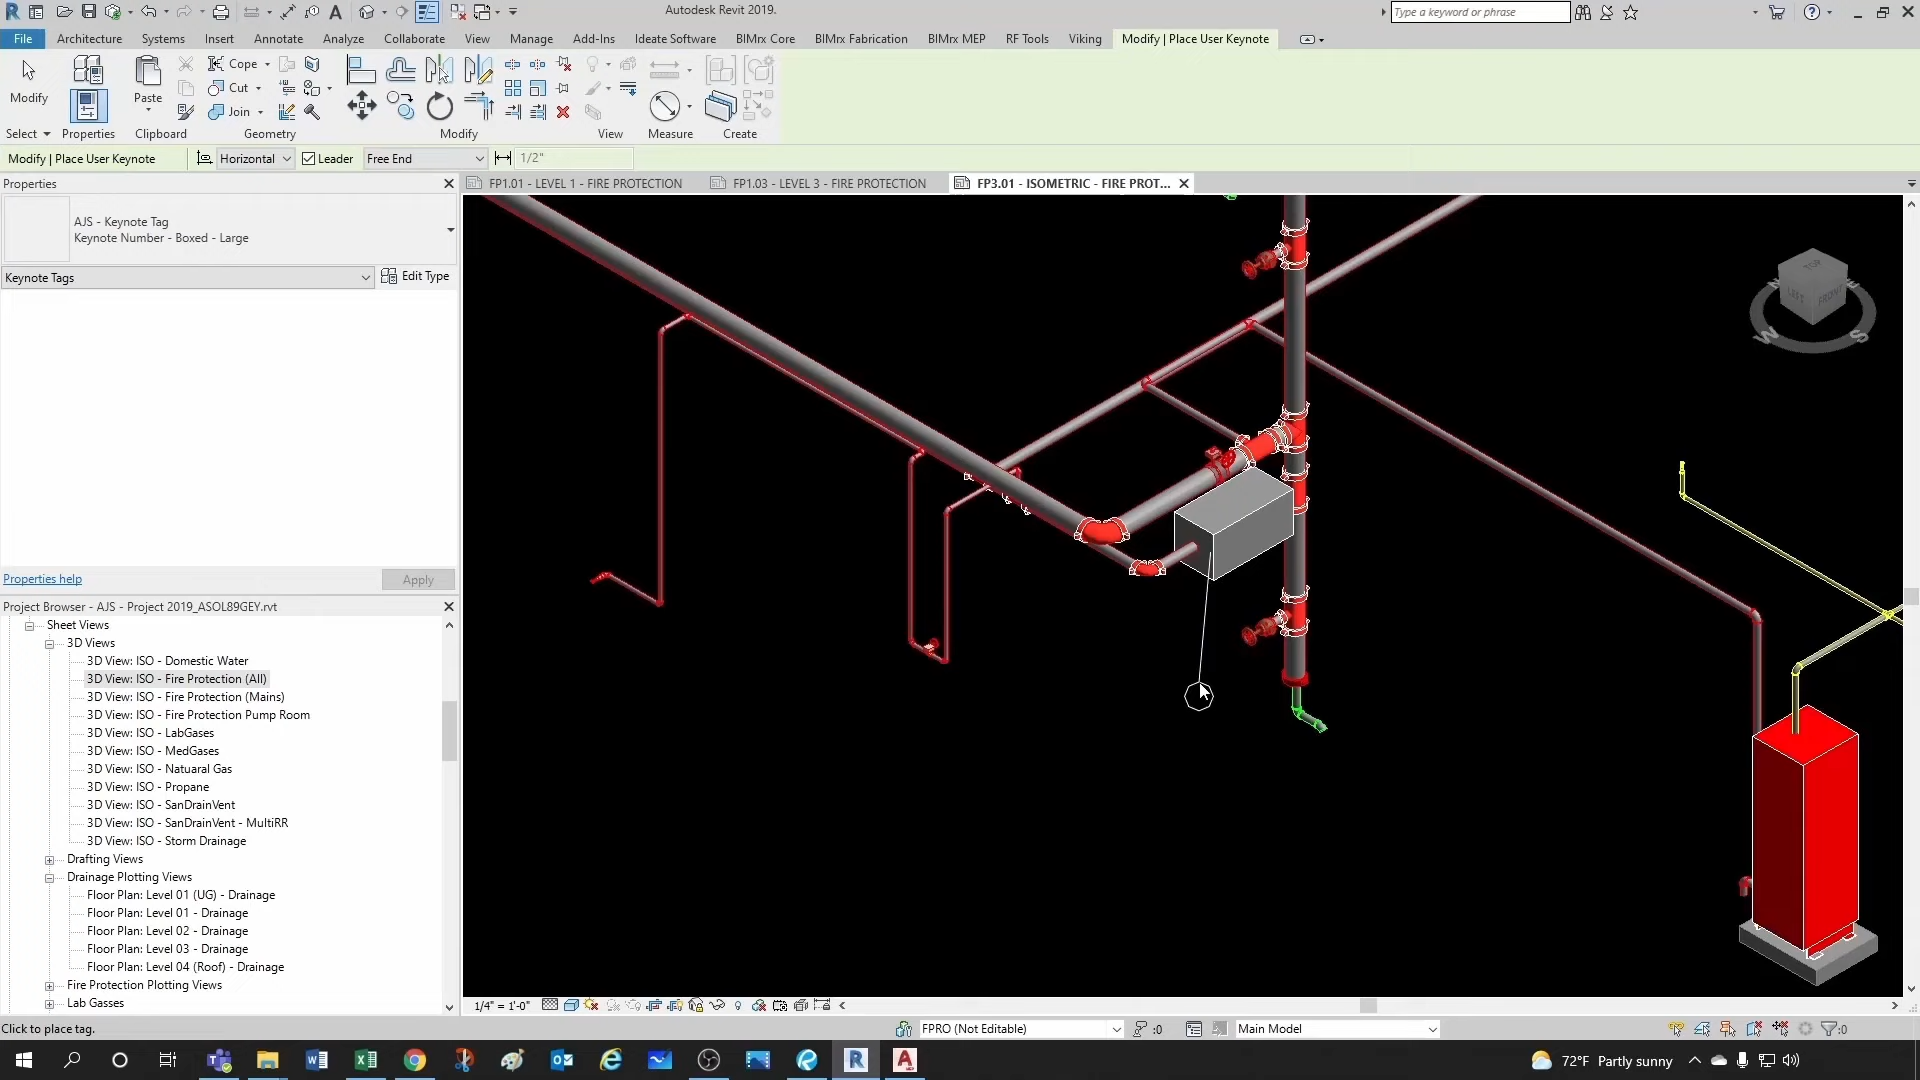 Autodesk Revit 2019.
Type a keyword or phrase
File Architecture Systems Insert Annotate Analyze Collaborate View Manage Add-Ins Ideate Software BIMrx Core BIMrx Fabrication BIMrx MEP RF Tools Viking Modify | Place User Keynote
Modify Paste Cope
Cut
Join
Select Properties Clipboard Geometry Modify View Measure Create
Modify | Place User Keynote Horizontal Leader Free End 1/2"
Properties
FP1.01 - LEVEL 1 - FIRE PROTECTION FP1.03 - LEVEL 3 - FIRE PROTECTION FP3.01 - ISOMETRIC - FIRE PROT...
AJS - Keynote Tag
Keynote Number - Boxed - Large
Keynote Tags Edit Type
TOP
LEFT FRONT
W S
Properties help Apply
Project Browser - AJS - Project 2019_ASOL89GEY.rvt
Sheet Views
3D Views
3D View: ISO - Domestic Water
3D View: ISO - Fire Protection (All)
3D View: ISO - Fire Protection (Mains)
3D View: ISO - Fire Protection Pump Room
3D View: ISO - LabGases
3D View: ISO - MedGases
3D View: ISO - Natuaral Gas
3D View: ISO - Propane
3D View: ISO - SanDrainVent
3D View: ISO - SanDrainVent - MultiRR
3D View: ISO - Storm Drainage
Drafting Views
Drainage Plotting Views
Floor Plan: Level 01 (UG) - Drainage
Floor Plan: Level 01 - Drainage
Floor Plan: Level 02 - Drainage
Floor Plan: Level 03 - Drainage
Floor Plan: Level 04 (Roof) - Drainage
Fire Protection Plotting Views
Lab Gasses
1/4" = 1'-0"
Click to place tag. FPRO (Not Editable) :0 Main Model :0
72°F Partly sunny